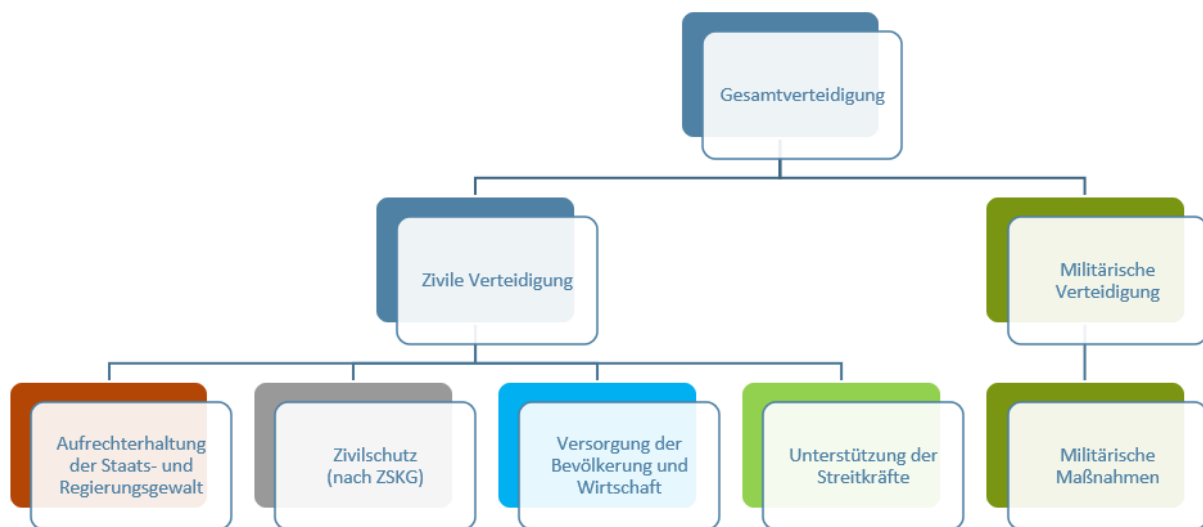 Gesamtverteidigung
Zivile Verteidigung
Militärische
Verteidigung
Aufrechterhaltung
der Staats- und
Regierungsgewalt
Zivilschutz
(nach ZSKG)
Versorgung der
Bevölkerung und
Wirtschaft
Unterstützung der
Streitkräfte
Militärische
Maßnahmen